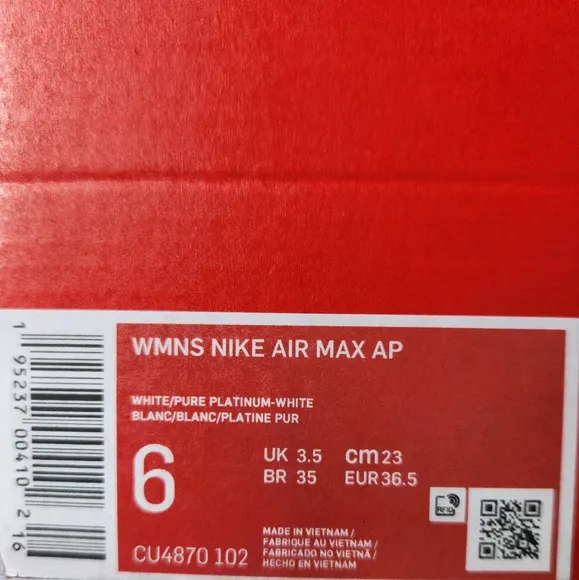 WMNS NIKE AIR MAX AP
WHITE/PURE PLATINUM-WHITE
BLANC/BLANC/PLATINE PUR
6
UK 3.5 cm 23
BR 35 EUR 36.5
RFID
CU4870 102
MADE IN VIETNAM /
FABRIQUE AU VIETNAM /
FABRICADO NO VIETNÃ /
HECHO EN VIETNAM
1 95237 00410 2 16